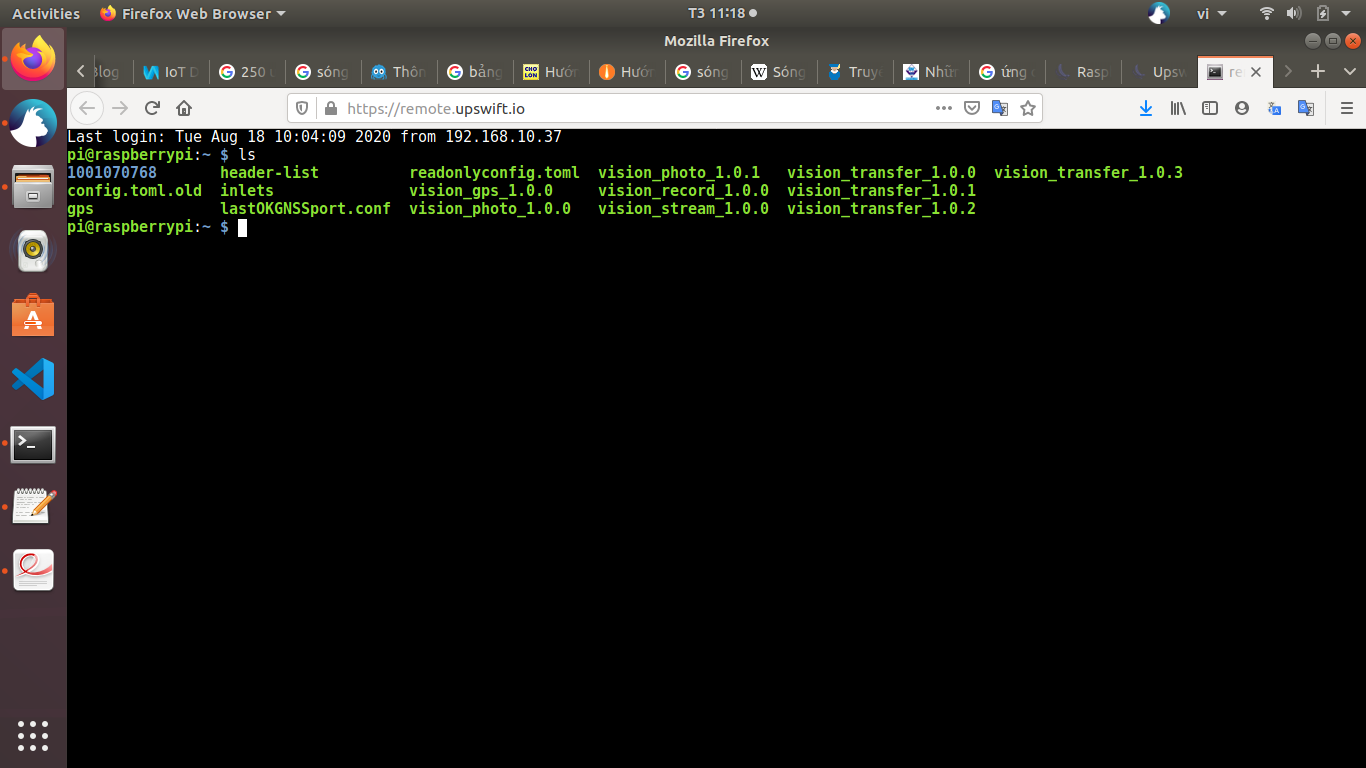 Activities Firefox Web Browser T3 11:18 vi
Mozilla Firefox
Blog IoT D 250 sóng Thôn bảng Hướ Hướ sóng Sóng Truy Nhữ ứng Rasp Upsw re
https://remote.upswift.io
Last login: Tue Aug 18 10:04:09 2020 from 192.168.10.37
pi@raspberrypi:~ $ ls
1001070768 header-list readonlyconfig.toml vision_photo_1.0.1 vision_transfer_1.0.0 vision_transfer_1.0.3
config.toml.old inlets vision_gps_1.0.0 vision_record_1.0.0 vision_transfer_1.0.1
gps lastOKGNSSport.conf vision_photo_1.0.0 vision_stream_1.0.0 vision_transfer_1.0.2
pi@raspberrypi:~ $